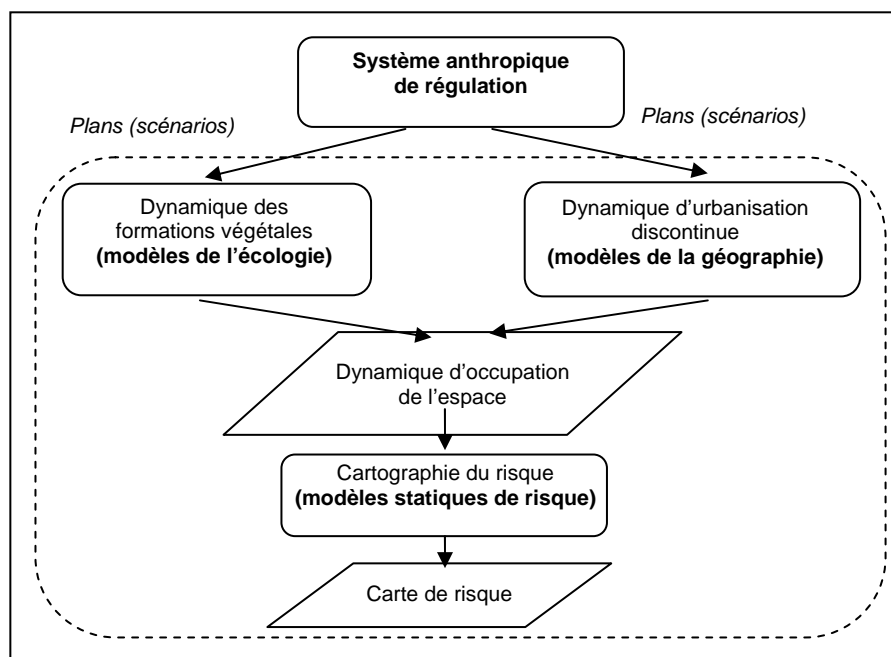 Système anthropique
de régulation
Plans (scénarios)
Plans (scénarios)
Dynamique des
formations végétales
(modèles de l'écologie)
Dynamique d'urbanisation
discontinue
(modèles de la géographie)
Dynamique d'occupation
de l'espace
Cartographie du risque
(modèles statiques de risque)
Carte de risque